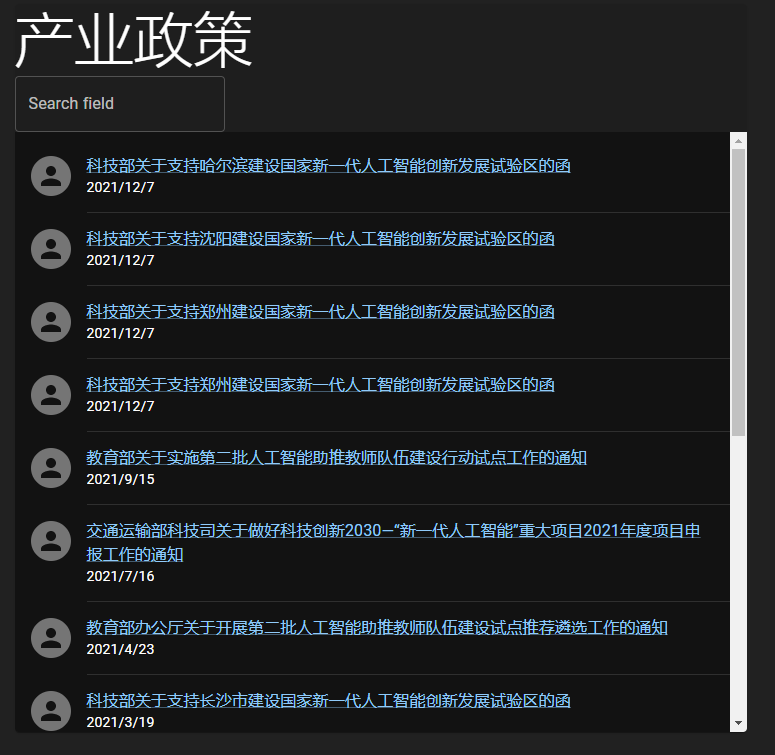 产业政策
Search field
科技部关于支持哈尔滨建设国家新一代人工智能创新发展试验区的函
2021/12/7
科技部关于支持沈阳建设国家新一代人工智能创新发展试验区的函
2021/12/7
科技部关于支持郑州建设国家新一代人工智能创新发展试验区的函
2021/12/7
科技部关于支持郑州建设国家新一代人工智能创新发展试验区的函
2021/12/7
教育部关于实施第二批人工智能助推教师队伍建设行动试点工作的通知
2021/9/15
交通运输部科技司关于做好科技创新2030—“新一代人工智能”重大项目2021年度项目申
报工作的通知
2021/7/16
教育部办公厅关于开展第二批人工智能助推教师队伍建设试点推荐遴选工作的通知
2021/4/23
科技部关于支持长沙市建设国家新一代人工智能创新发展试验区的函
2021/3/19